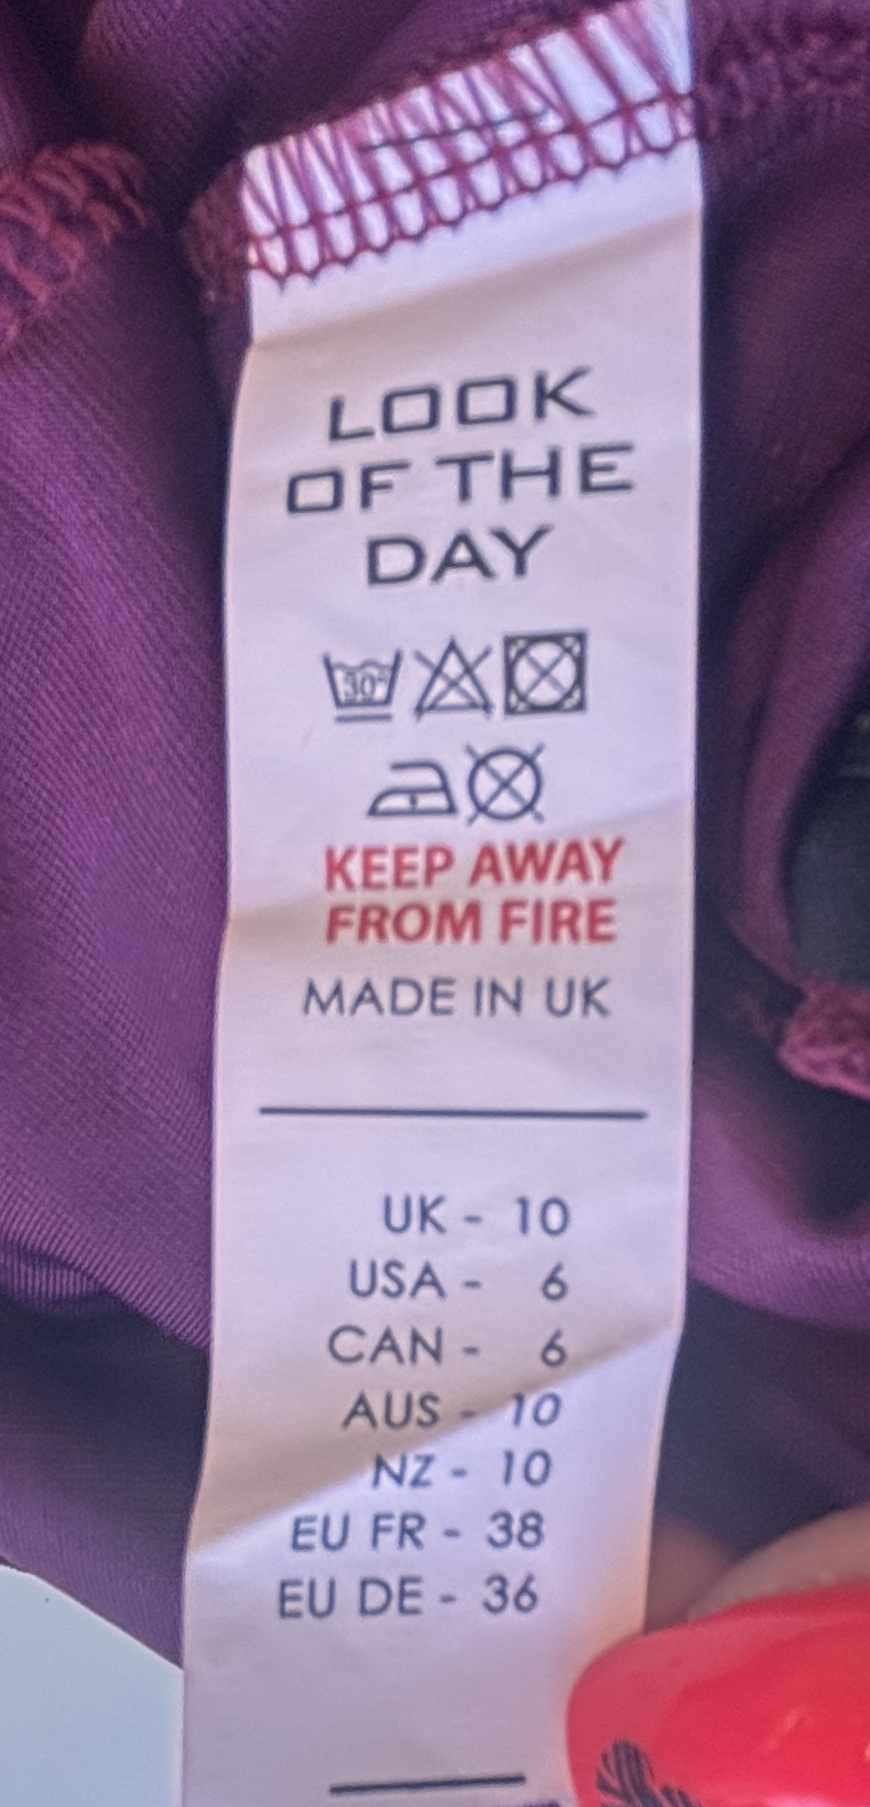 LOOK
OF THE
DAY
30°
KEEP AWAY
FROM FIRE
MADE IN UK
UK - 10
USA - 6
CAN - 6
AUS - 10
NZ - 10
EU FR - 38
EU DE - 36